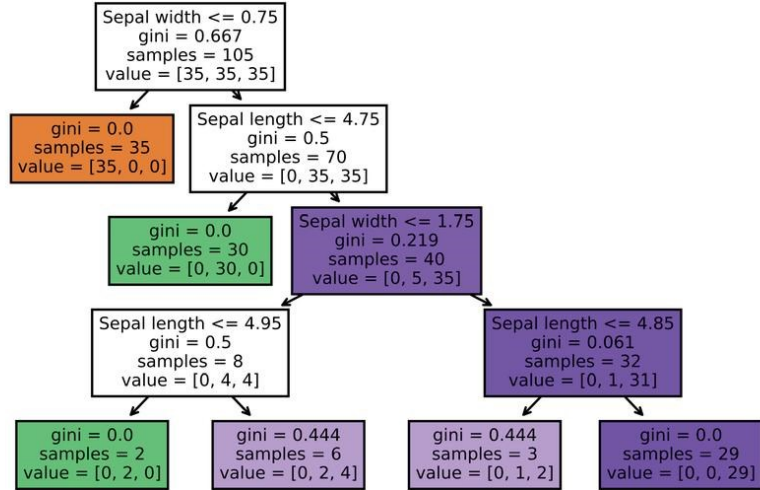 Sepal width <= 0.75
gini = 0.667
samples = 105
value = [35, 35, 35]
gini = 0.0
samples = 35
value = [35, 0, 0]
Sepal length <= 4.75
gini = 0.5
samples = 70
value = [0, 35, 35]
gini = 0.0
samples = 30
value = [0, 30, 0]
Sepal width <= 1.75
gini = 0.219
samples = 40
value = [0, 5, 35]
Sepal length <= 4.95
gini = 0.5
samples = 8
value = [0, 4, 4]
Sepal length <= 4.85
gini = 0.061
samples = 32
value = [0, 1, 31]
gini = 0.0
samples = 2
value = [0, 2, 0]
gini = 0.444
samples = 6
value = [0, 2, 4]
gini = 0.444
samples = 3
value = [0, 1, 2]
gini = 0.0
samples = 29
value = [0, 0, 29]